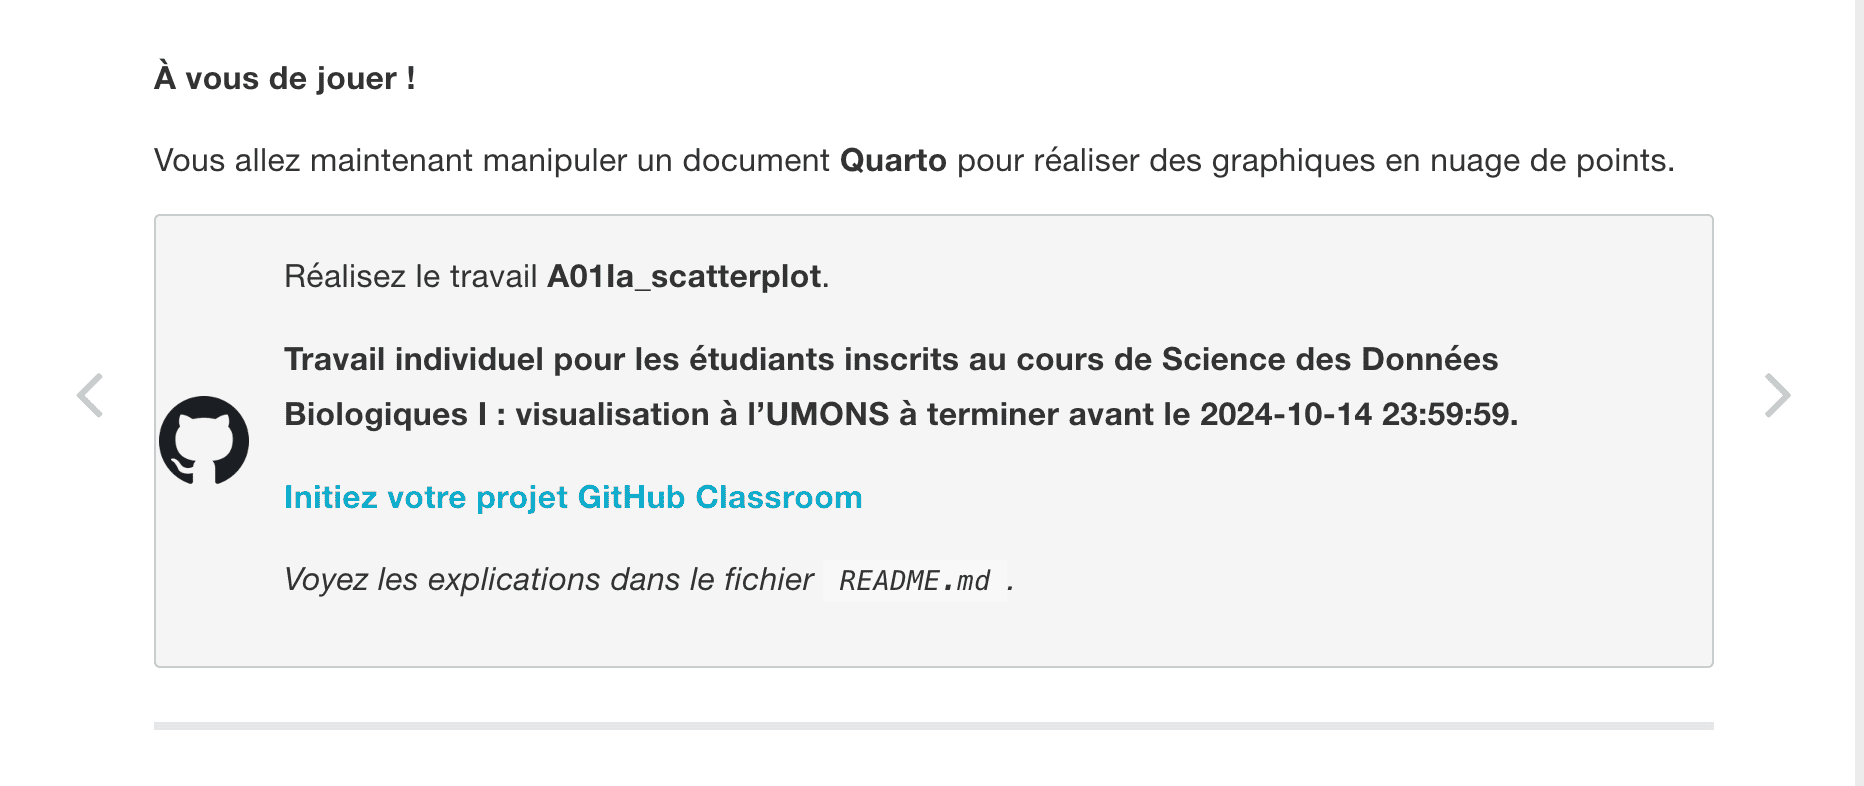 À vous de jouer !
Vous allez maintenant manipuler un document Quarto pour réaliser des graphiques en nuage de points.
Réalisez le travail A01Ia_scatterplot.
Travail individuel pour les étudiants inscrits au cours de Science des Données
Biologiques I : visualisation à l’UMONS à terminer avant le 2024-10-14 23:59:59.
Initiez votre projet GitHub Classroom
Voyez les explications dans le fichier README.md .